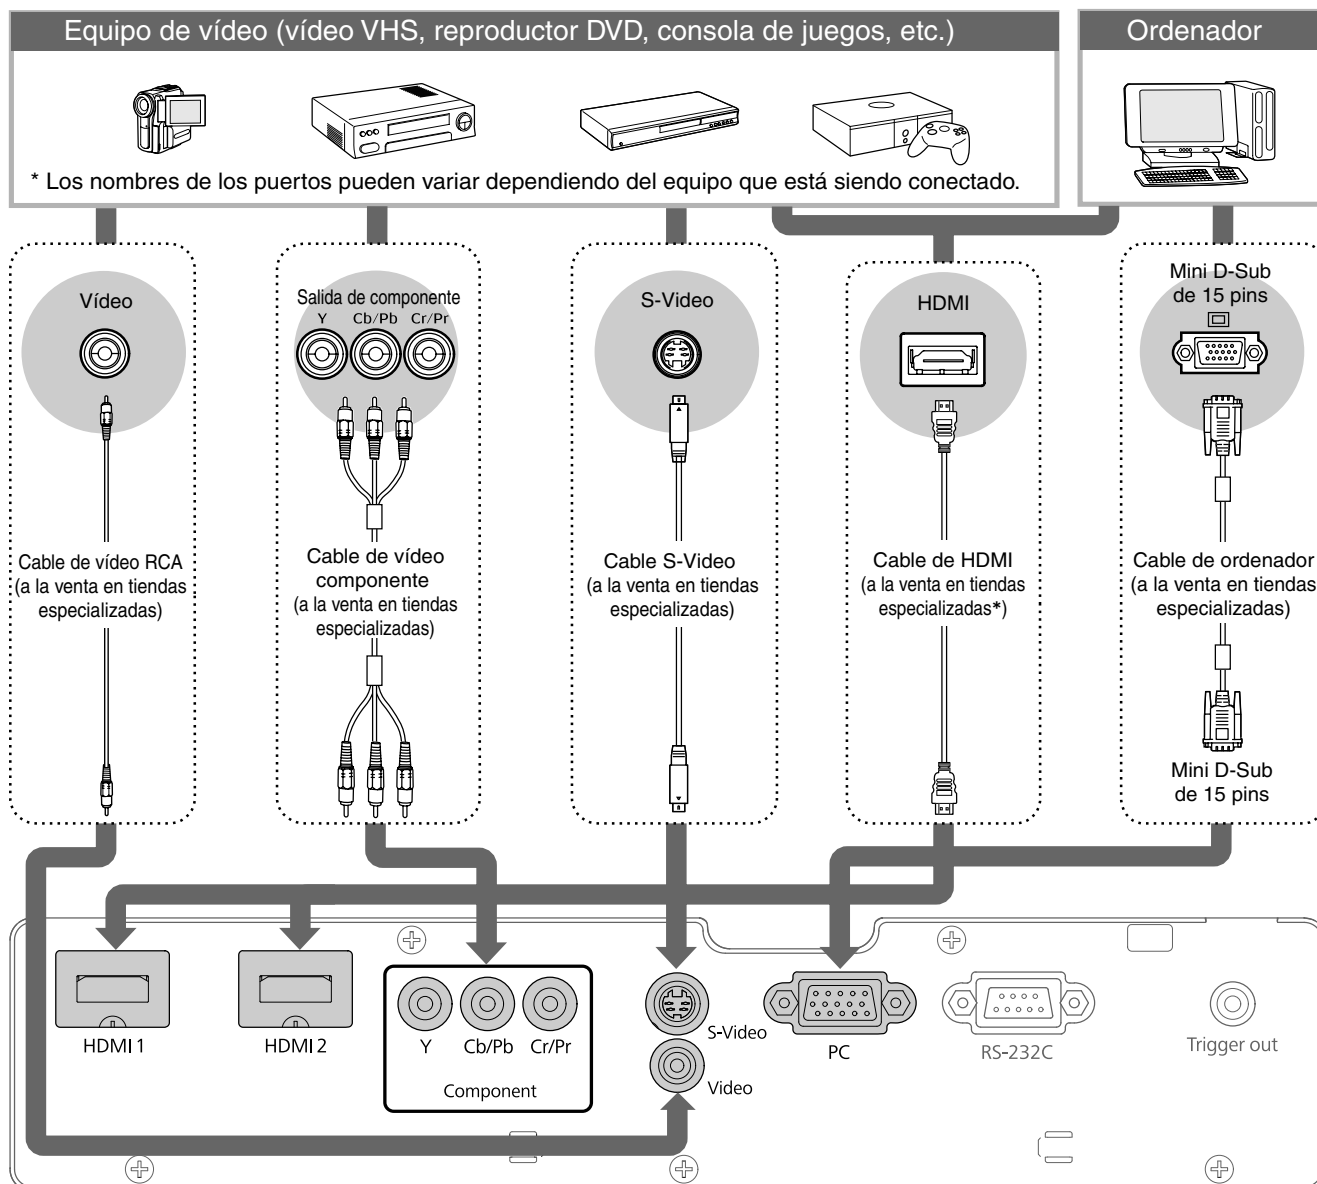 Equipo de vídeo (vídeo VHS, reproductor DVD, consola de juegos, etc.)
Ordenador
* Los nombres de los puertos pueden variar dependiendo del equipo que está siendo conectado.
Vídeo
Salida de componente
Y Cb/Pb Cr/Pr
S-Video
HDMI
Mini D-Sub
de 15 pins
Cable de vídeo RCA
(a la venta en tiendas
especializadas)
Cable de vídeo
componente
(a la venta en tiendas
especializadas)
Cable S-Video
(a la venta en tiendas
especializadas)
Cable de HDMI
(a la venta en tiendas
especializadas*)
Cable de ordenador
(a la venta en tiendas
especializadas)
Mini D-Sub
de 15 pins
HDMI 1
HDMI 2
Y Cb/Pb Cr/Pr
Component
S-Video
Video
PC
RS-232C
Trigger out